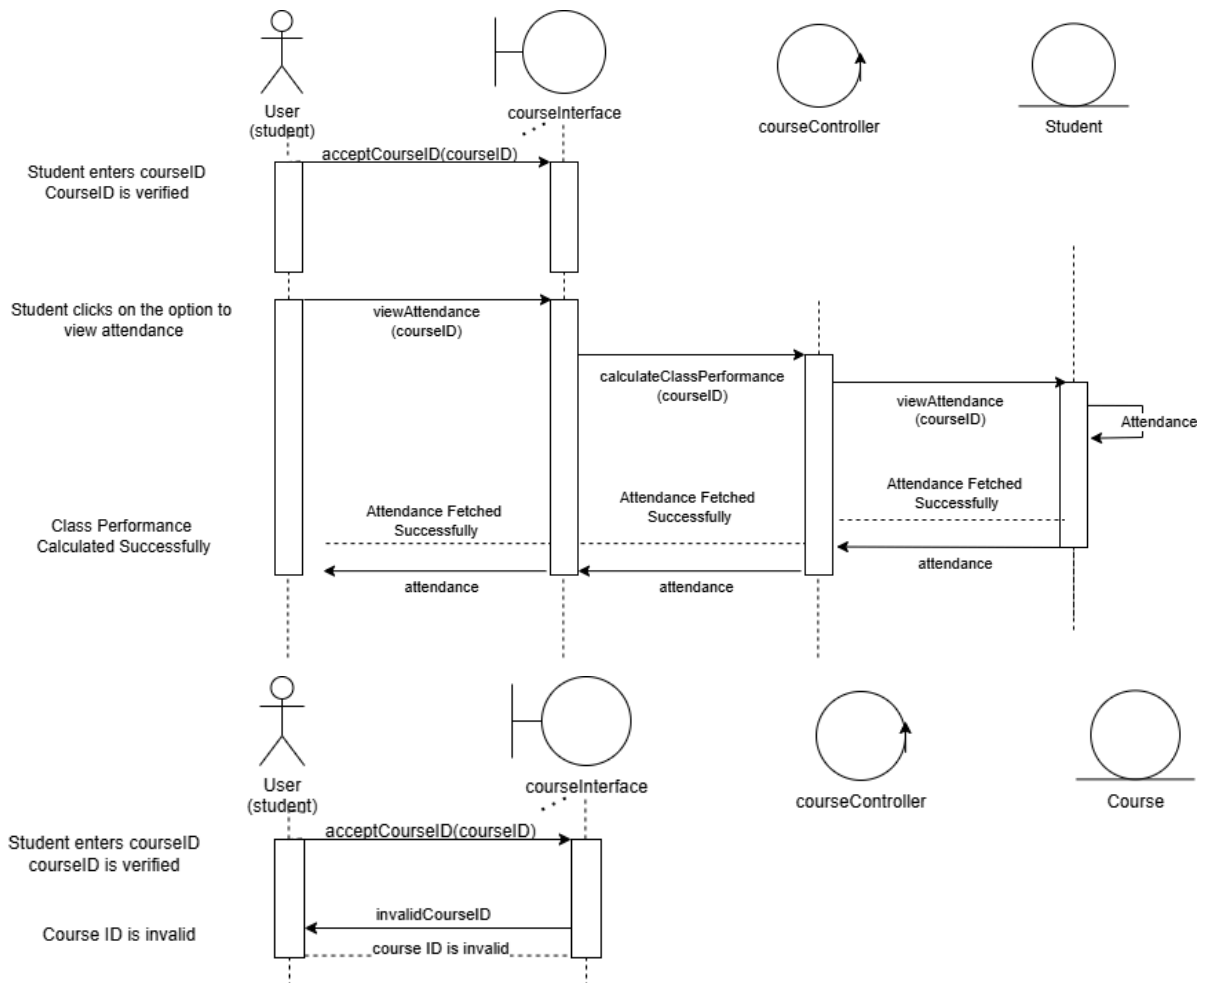 User
(student)
courseInterface
courseController
Student
Student enters courseID
CourseID is verified
acceptCourseID(courseID)
Student clicks on the option to
view attendance
viewAttendance
(courseID)
calculateClassPerformance
(courseID)
viewAttendance
(courseID)
Attendance
Attendance Fetched
Successfully
Attendance Fetched
Successfully
Attendance Fetched
Successfully
Class Performance
Calculated Successfully
attendance
attendance
attendance
User
(student)
courseInterface
courseController
Course
Student enters courseID
courseID is verified
acceptCourseID(courseID)
invalidCourseID
Course ID is invalid
course ID is invalid